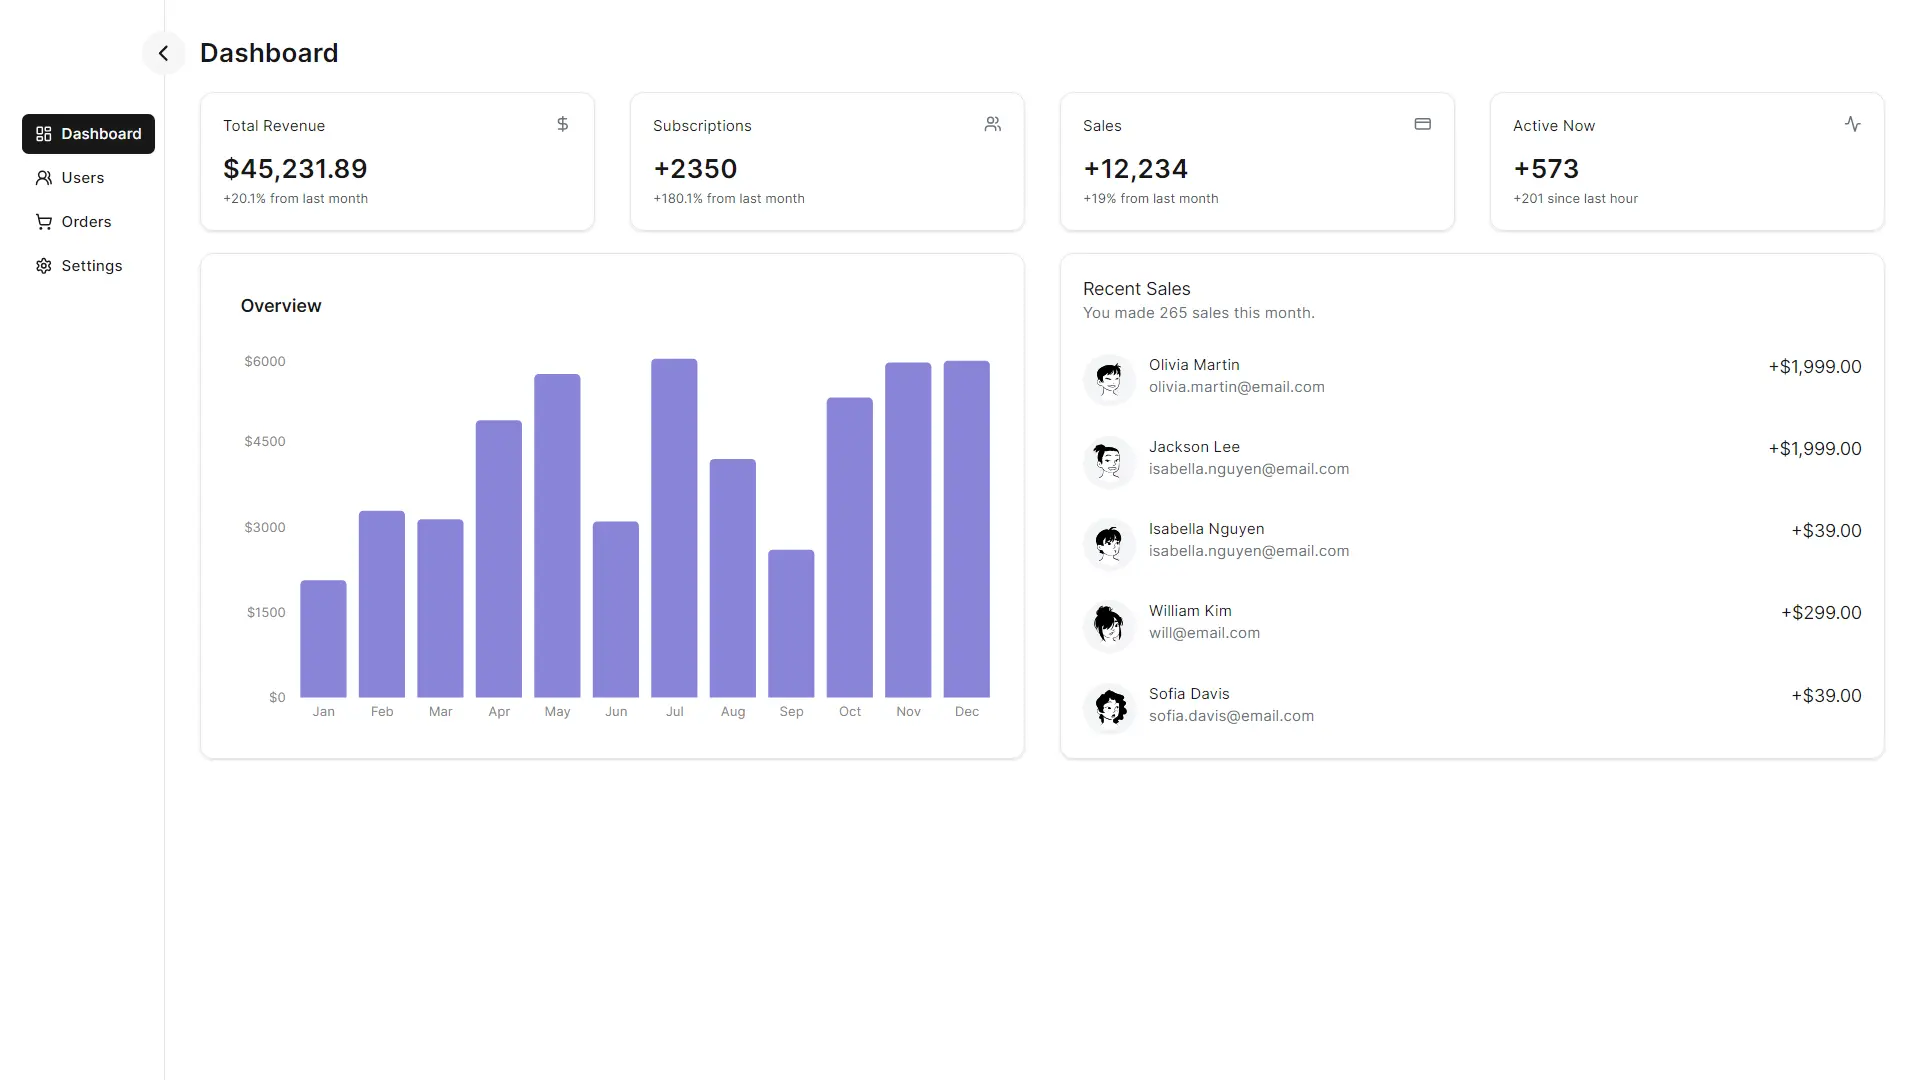 Dashboard
Dashboard
Users
Orders
Settings
Total Revenue
$45,231.89
+20.1% from last month
Subscriptions
+2350
+180.1% from last month
Sales
+12,234
+19% from last month
Active Now
+573
+201 since last hour
Overview
$6000
$4500
$3000
$1500
$0
Jan Feb Mar Apr May Jun Jul Aug Sep Oct Nov Dec
Recent Sales
You made 265 sales this month.
Olivia Martin
olivia.martin@email.com
+$1,999.00
Jackson Lee
isabella.nguyen@email.com
+$1,999.00
Isabella Nguyen
isabella.nguyen@email.com
+$39.00
William Kim
will@email.com
+$299.00
Sofia Davis
sofia.davis@email.com
+$39.00